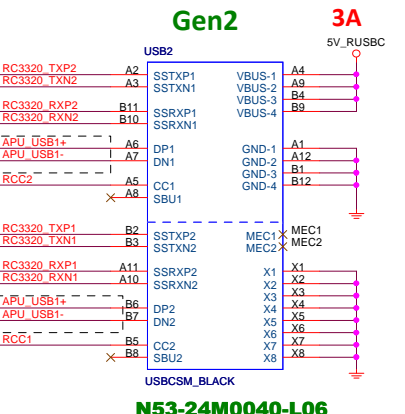 Gen2 3A
USB2 5V_RUSBC
RC3320_TXP2 A2 SSTXP1 VBUS-1 A4
RC3320_TXN2 A3 SSTXN1 VBUS-2 A9
VBUS-3 B4
RC3320_RXP2 B11 SSRXP1 VBUS-4 B9
RC3320_RXN2 B10 SSRXN1
APU_USB1+ A6 DP1 GND-1 A1
APU_USB1- A7 DN1 GND-2 A12
GND-3 B1
RCC2 A5 CC1 GND-4 B12
A8 SBU1
RC3320_TXP1 B2 SSTXP2 MEC1 MEC1
RC3320_TXN1 B3 SSTXN2 MEC2 MEC2
RC3320_RXP1 A11 SSRXP2 X1 X1
RC3320_RXN1 A10 SSRXN2 X2 X2
X3 X3
APU_USB1+ B6 DP2 X4 X4
APU_USB1- B7 DN2 X5 X5
X6 X6
RCC1 B5 CC2 X7 X7
B8 SBU2 X8 X8
USBCSM_BLACK
N53-24M0040-L06